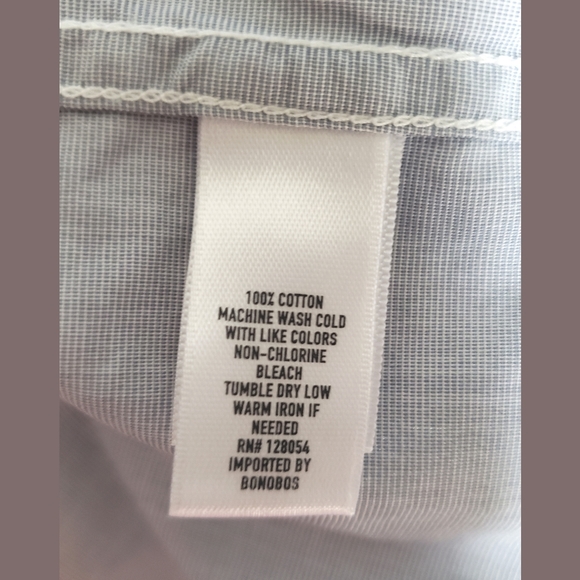 100% COTTON
MACHINE WASH COLD
WITH LIKE COLORS
NON-CHLORINE
BLEACH
TUMBLE DRY LOW
WARM IRON IF
NEEDED
RN# 128054
IMPORTED BY
BONOBOS